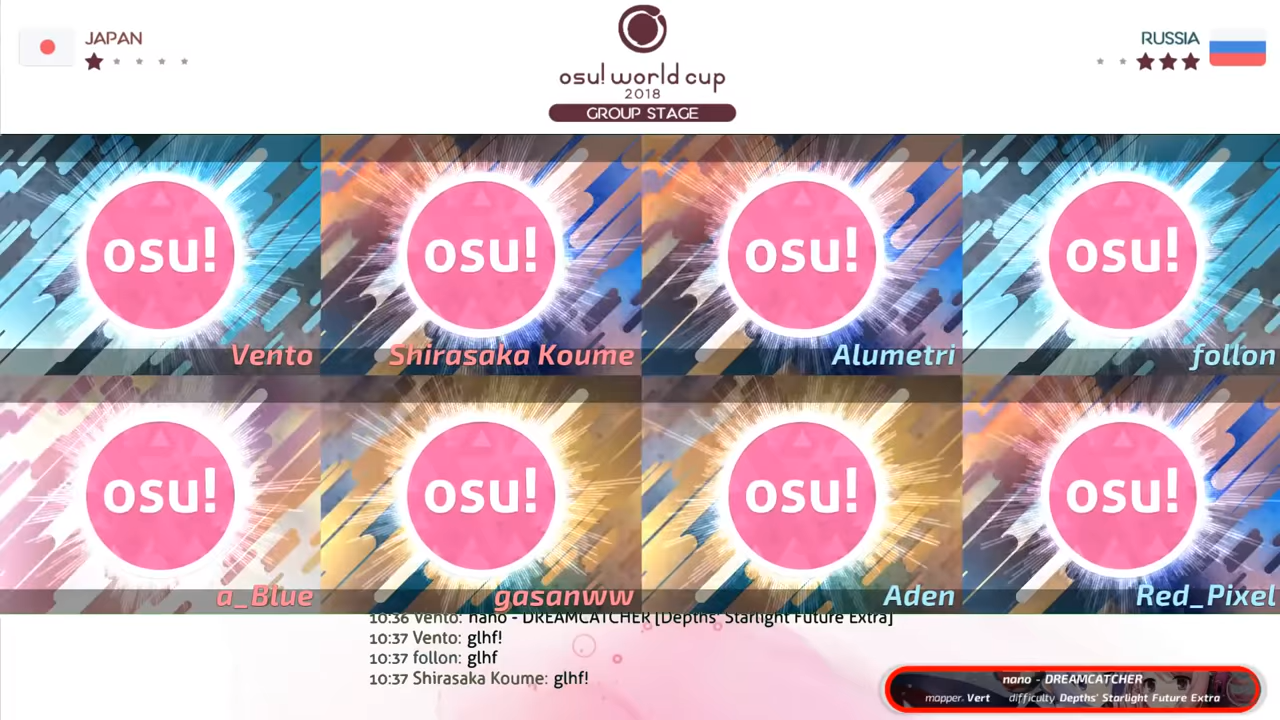 JAPAN
RUSSIA
osu! world cup
2018
GROUP STAGE
osu!
osu!
osu!
osu!
Vento
Shirasaka Koume
Alumetri
follon
osu!
osu!
osu!
osu!
a_Blue
gasanww
Aden
Red_Pixel
10:36 Vento: nano - DREAMCATCHER [Depths' Starlight Future Extra]
10:37 Vento: glhf!
10:37 follon: glhf
10:37 Shirasaka Koume: glhf!
nano - DREAMCATCHER
mapper Vert difficulty Depths' Starlight Future Extra